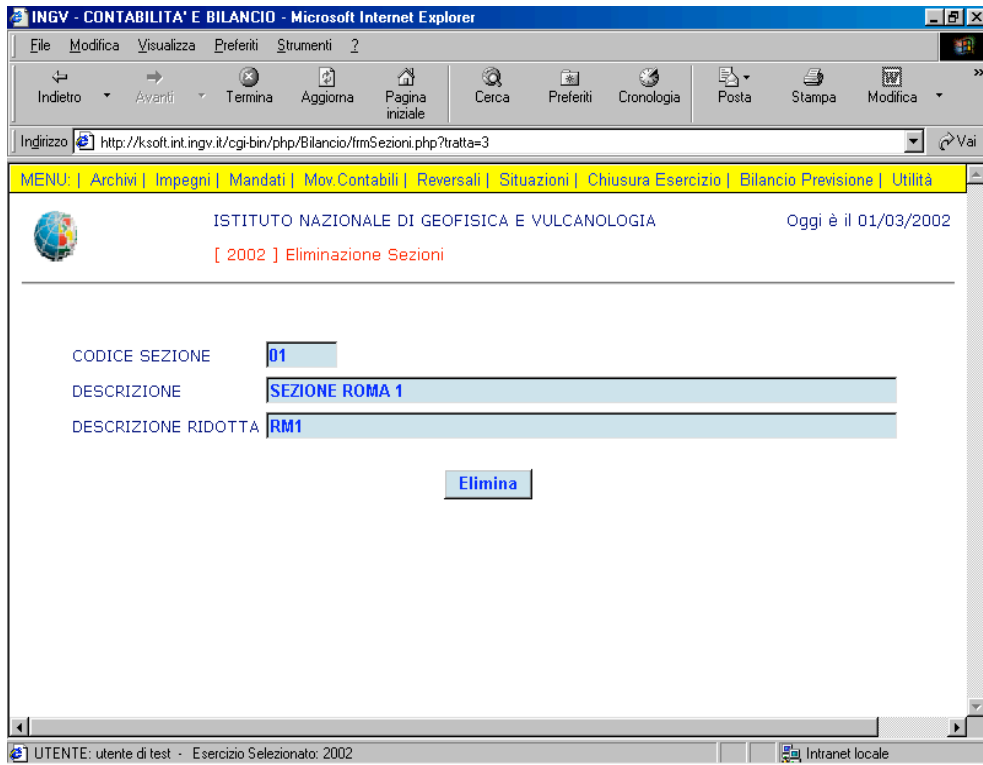 INGV - CONTABILITA' E BILANCIO - Microsoft Internet Explorer
File Modifica Visualizza Preferiti Strumenti ?
Indietro Avanti Termina Aggiorna Pagina iniziale Cerca Preferiti Cronologia Posta Stampa Modifica »
Indirizzo http://ksoft.int.ingv.it/cgi-bin/php/Bilancio/frmSezioni.php?tratta=3 Vai
MENU: | Archivi | Impegni | Mandati | Mov.Contabili | Reversali | Situazioni | Chiusura Esercizio | Bilancio Previsione | Utilità
ISTITUTO NAZIONALE DI GEOFISICA E VULCANOLOGIA Oggi è il 01/03/2002
[ 2002 ] Eliminazione Sezioni
CODICE SEZIONE 01
DESCRIZIONE SEZIONE ROMA 1
DESCRIZIONE RIDOTTA RM1
Elimina
UTENTE: utente di test - Esercizio Selezionato: 2002 Intranet locale